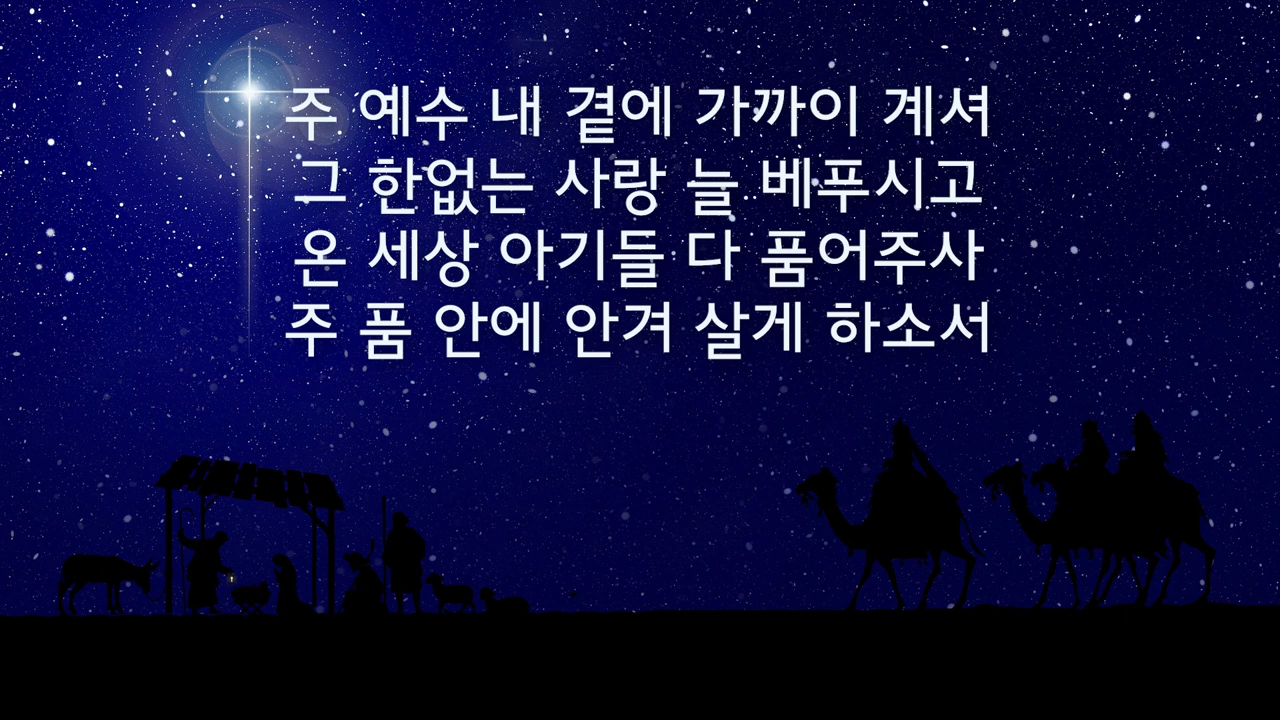 주 예수 내 곁에 가까이 계셔
그 한없는 사랑 늘 베푸시고
온 세상 아기들 다 품어주사
주 품 안에 안겨 살게 하소서